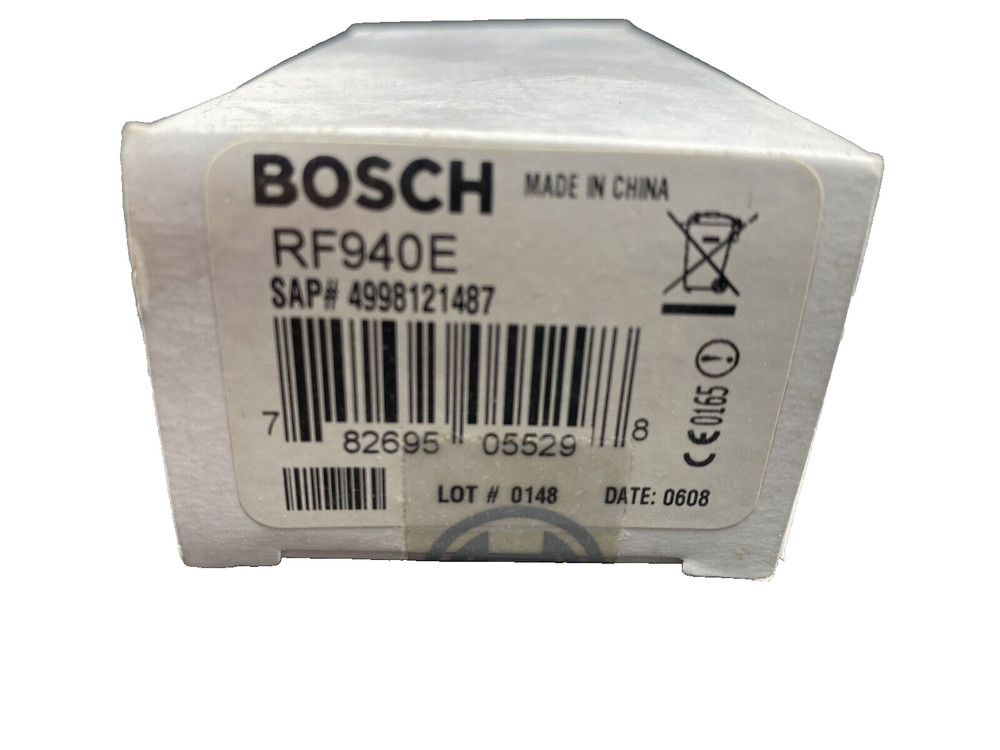 BOSCH MADE IN CHINA
RF940E
SAP# 4998121487
7 82695 05529 8
CE0165
LOT # 0148 DATE: 0608